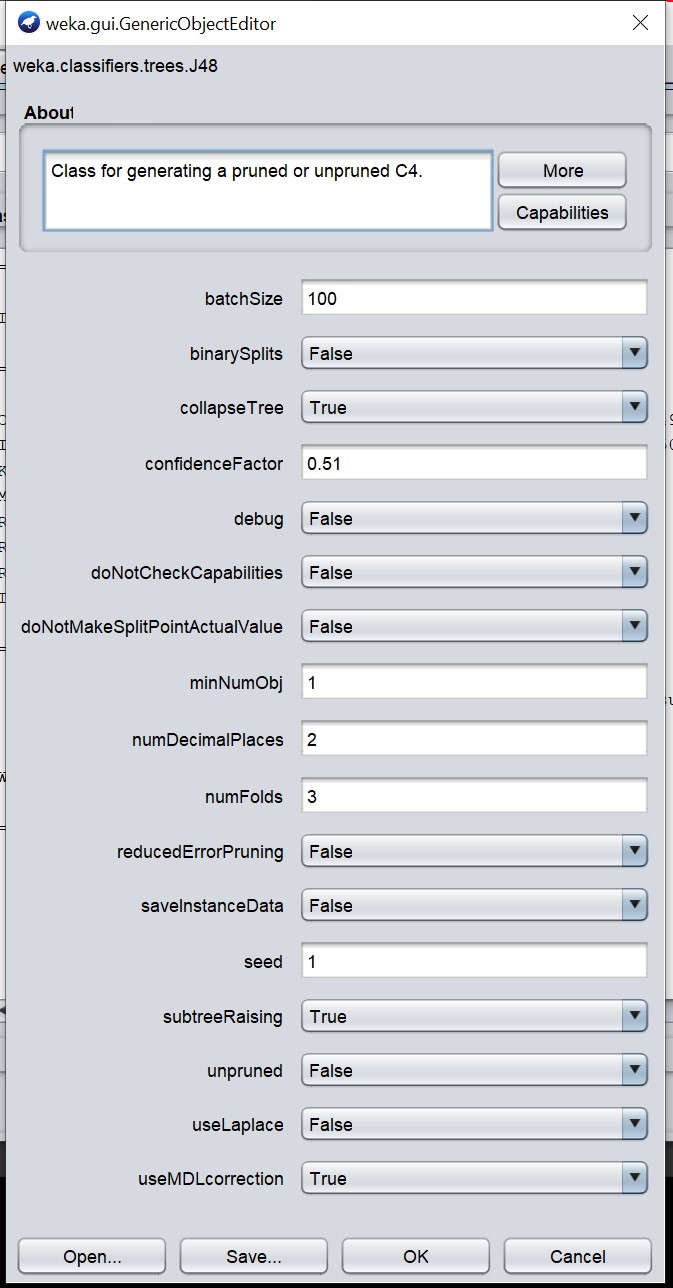 weka.gui.GenericObjectEditor
weka.classifiers.trees.J48
About
Class for generating a pruned or unpruned C4.
More
Capabilities
batchSize 100
binarySplits False
collapseTree True
confidenceFactor 0.51
debug False
doNotCheckCapabilities False
doNotMakeSplitPointActualValue False
minNumObj 1
numDecimalPlaces 2
numFolds 3
reducedErrorPruning False
saveInstanceData False
seed 1
subtreeRaising True
unpruned False
useLaplace False
useMDLcorrection True
Open... Save... OK Cancel